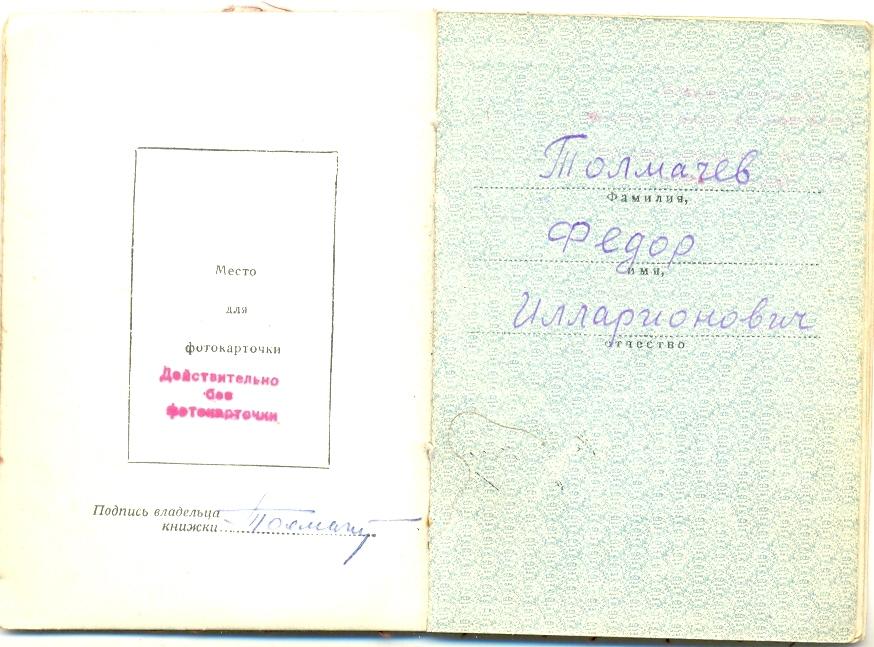 Место
для
фотокарточки
Действительно
без
фотокарточки
Подпись владельца
книжки
Толмачев
Фамилия,
Федор
имя,
Илларионович
отчество